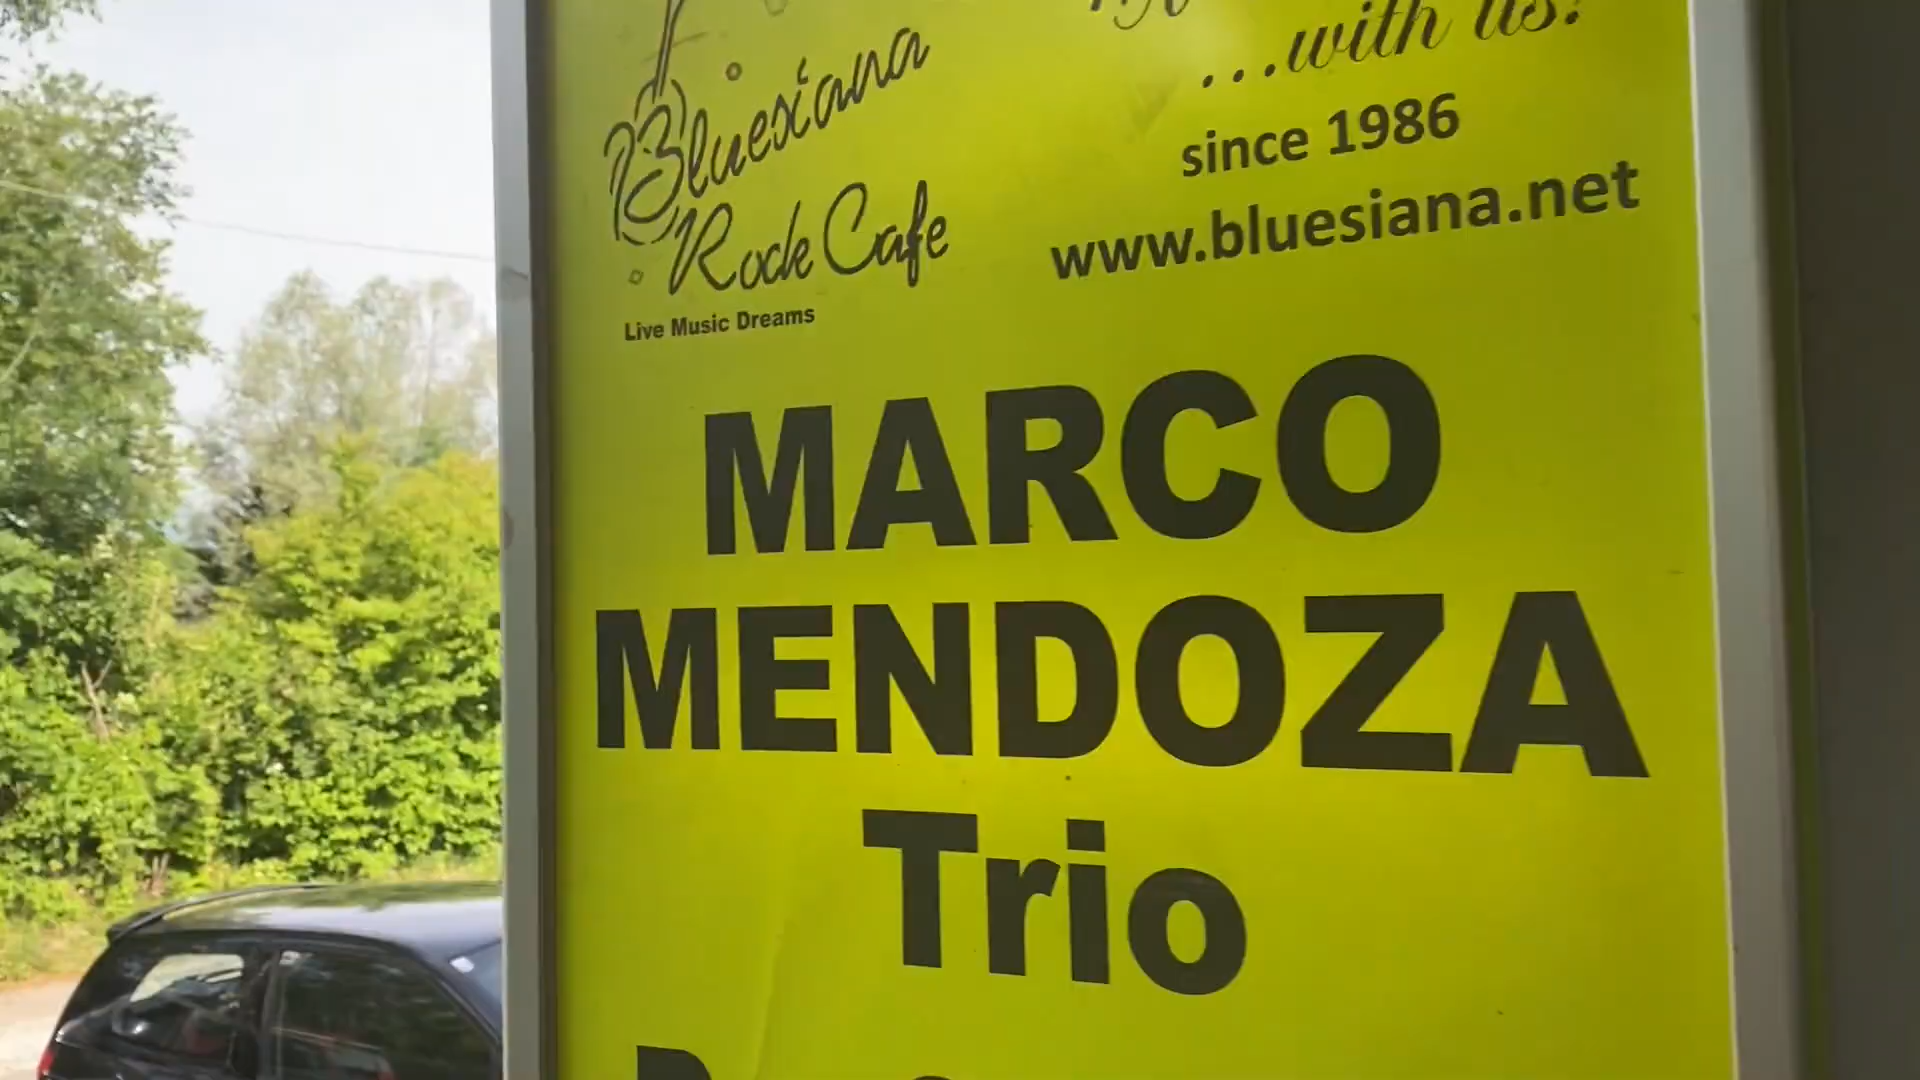 Bluesiana
Rock Cafe
Live Music Dreams
...with us!
since 1986
www.bluesiana.net
MARCO
MENDOZA
Trio